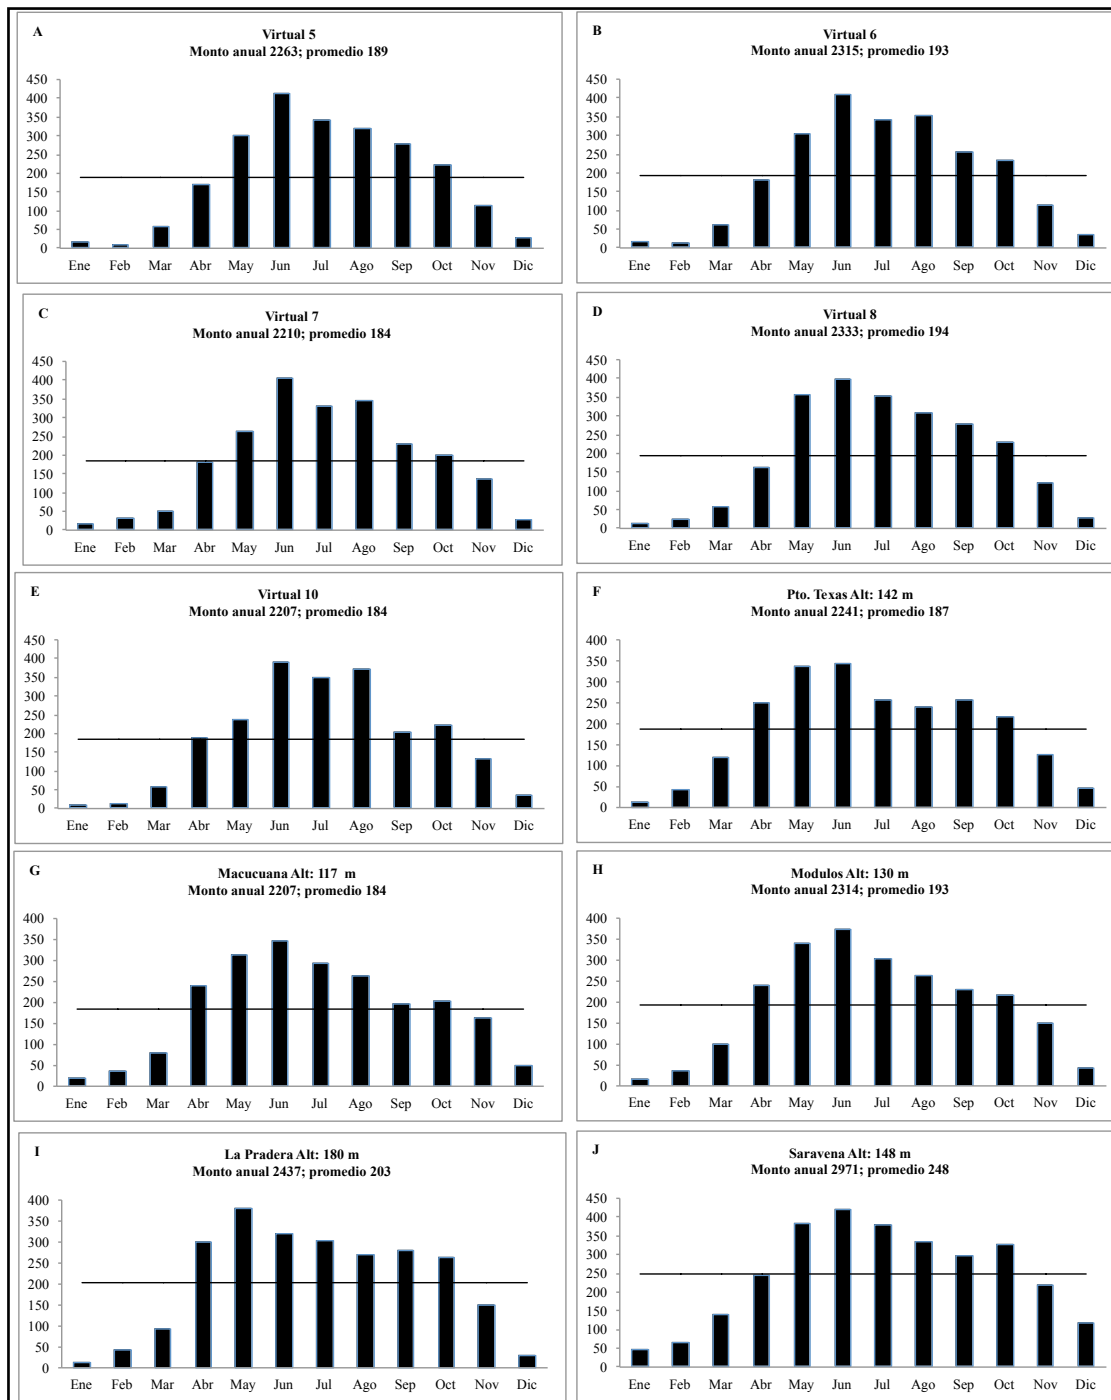 A
Virtual 5
Monto anual 2263; promedio 189
450
400
350
300
250
200
150
100
50
0
Ene Feb Mar Abr May Jun Jul Ago Sep Oct Nov Dic
B
Virtual 6
Monto anual 2315; promedio 193
450
400
350
300
250
200
150
100
50
0
Ene Feb Mar Abr May Jun Jul Ago Sep Oct Nov Dic
C
Virtual 7
Monto anual 2210; promedio 184
450
400
350
300
250
200
150
100
50
0
Ene Feb Mar Abr May Jun Jul Ago Sep Oct Nov Dic
D
Virtual 8
Monto anual 2333; promedio 194
450
400
350
300
250
200
150
100
50
0
Ene Feb Mar Abr May Jun Jul Ago Sep Oct Nov Dic
E
Virtual 10
Monto anual 2207; promedio 184
450
400
350
300
250
200
150
100
50
0
Ene Feb Mar Abr May Jun Jul Ago Sep Oct Nov Dic
F
Pto. Texas Alt: 142 m
Monto anual 2241; promedio 187
400
350
300
250
200
150
100
50
0
Ene Feb Mar Abr May Jun Jul Ago Sep Oct Nov Dic
G
Macucuana Alt: 117 m
Monto anual 2207; promedio 184
400
350
300
250
200
150
100
50
0
Ene Feb Mar Abr May Jun Jul Ago Sep Oct Nov Dic
H
Modulos Alt: 130 m
Monto anual 2314; promedio 193
400
350
300
250
200
150
100
50
0
Ene Feb Mar Abr May Jun Jul Ago Sep Oct Nov Dic
I
La Pradera Alt: 180 m
Monto anual 2437; promedio 203
400
350
300
250
200
150
100
50
0
Ene Feb Mar Abr May Jun Jul Ago Sep Oct Nov Dic
J
Saravena Alt: 148 m
Monto anual 2971; promedio 248
450
400
350
300
250
200
150
100
50
0
Ene Feb Mar Abr May Jun Jul Ago Sep Oct Nov Dic